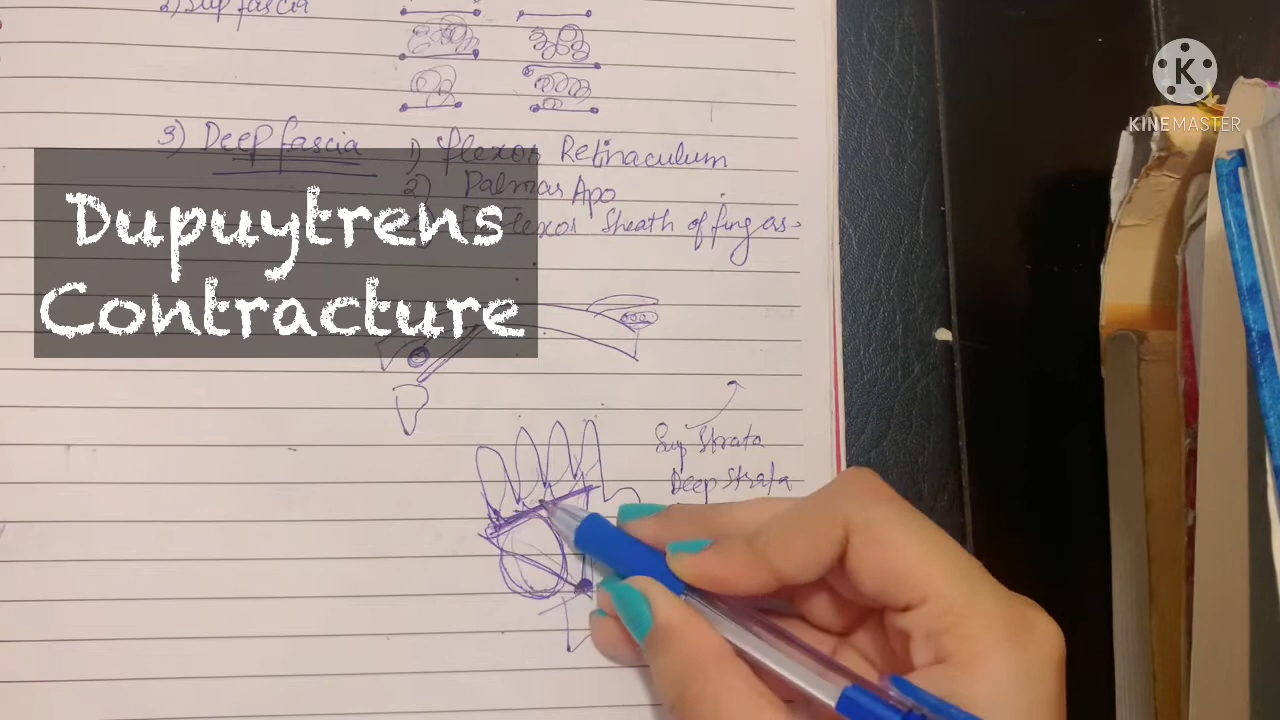 2) Sup fascia
3) Deep fascia
1) flexor Retinaculum
2) Palmar Apo
Flexor Sheath of fingers.
Dupuytrens
Contracture
Sup Strata
Deep Strata
K
KINEMASTER